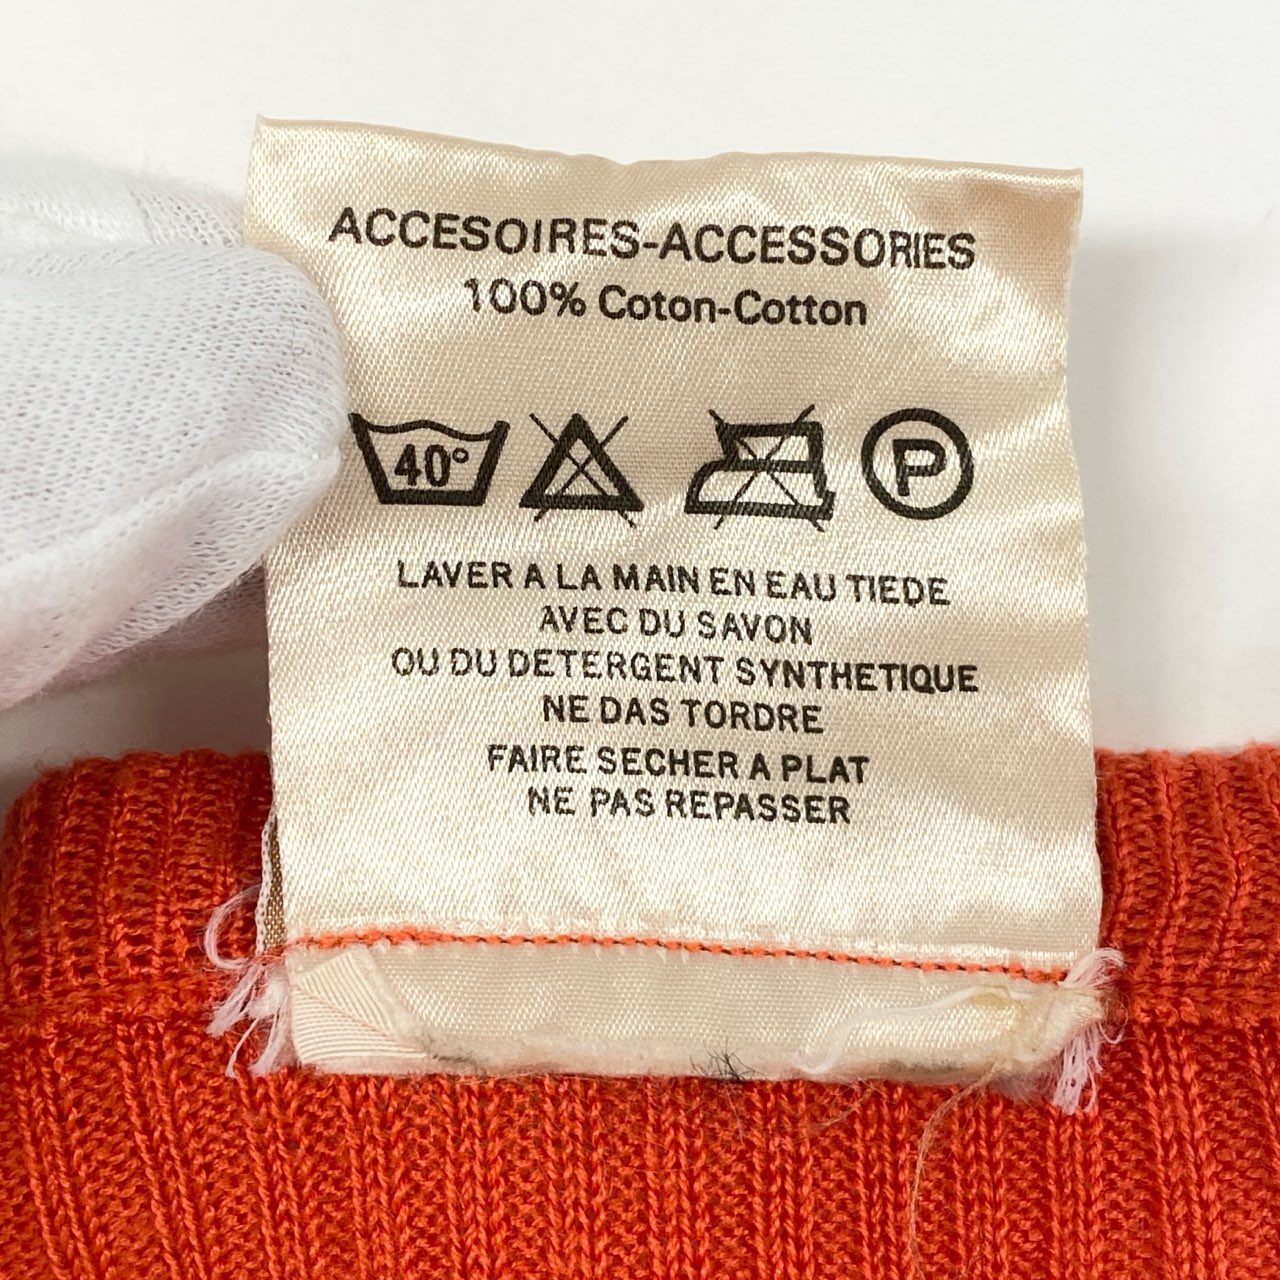 ACCESOIRES-ACCESSORIES
100% Coton-Cotton
40°
P
LAVER A LA MAIN EN EAU TIEDE
AVEC DU SAVON
OU DU DETERGENT SYNTHETIQUE
NE DAS TORDRE
FAIRE SECHER A PLAT
NE PAS REPASSER